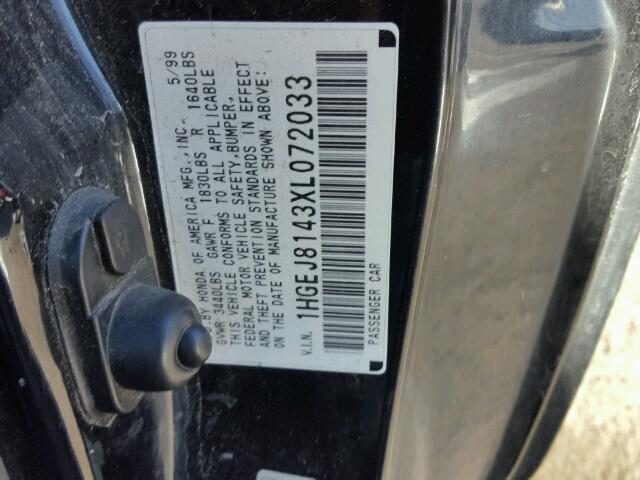 D.BY HONDA OF AMERICA MFG.,INC. 5/99
GVWR 3440LBS GAWR F 1830LBS R 1640LBS
THIS VEHICLE CONFORMS TO ALL APPLICABLE
FEDERAL MOTOR VEHICLE SAFETY,BUMPER,
AND THEFT PREVENTION STANDARDS IN EFFECT
ON THE DATE OF MANUFACTURE SHOWN ABOVE:
1HGEJ8143XL072033
V.I.N.
PASSENGER CAR